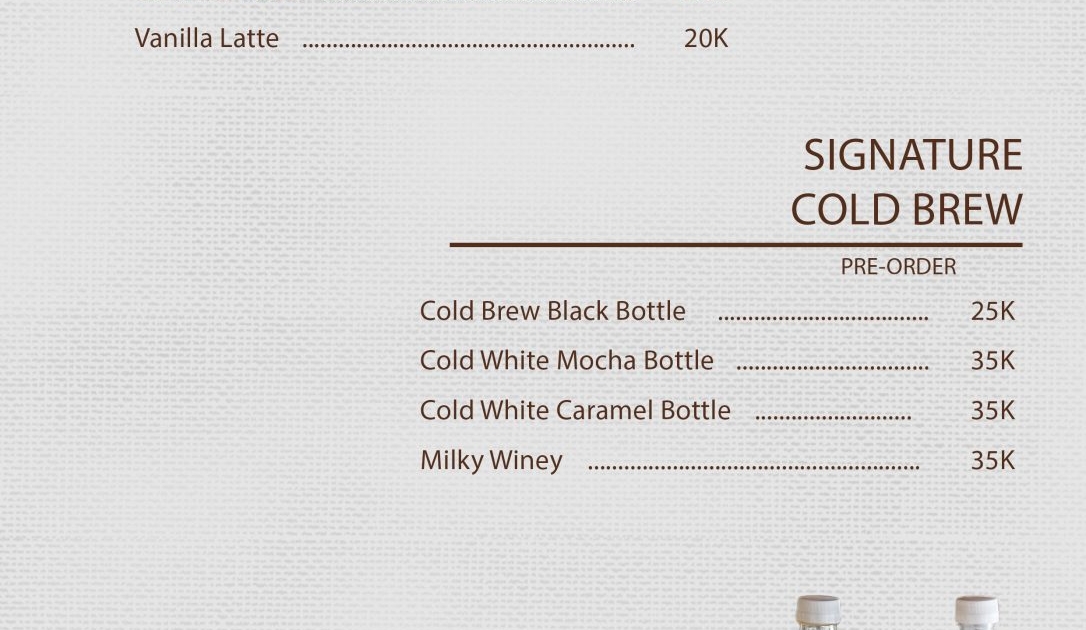 Vanilla Latte ........................................................ 20K
SIGNATURE
COLD BREW
PRE-ORDER
Cold Brew Black Bottle .................................... 25K
Cold White Mocha Bottle ................................. 35K
Cold White Caramel Bottle ........................... 35K
Milky Winey ........................................................ 35K